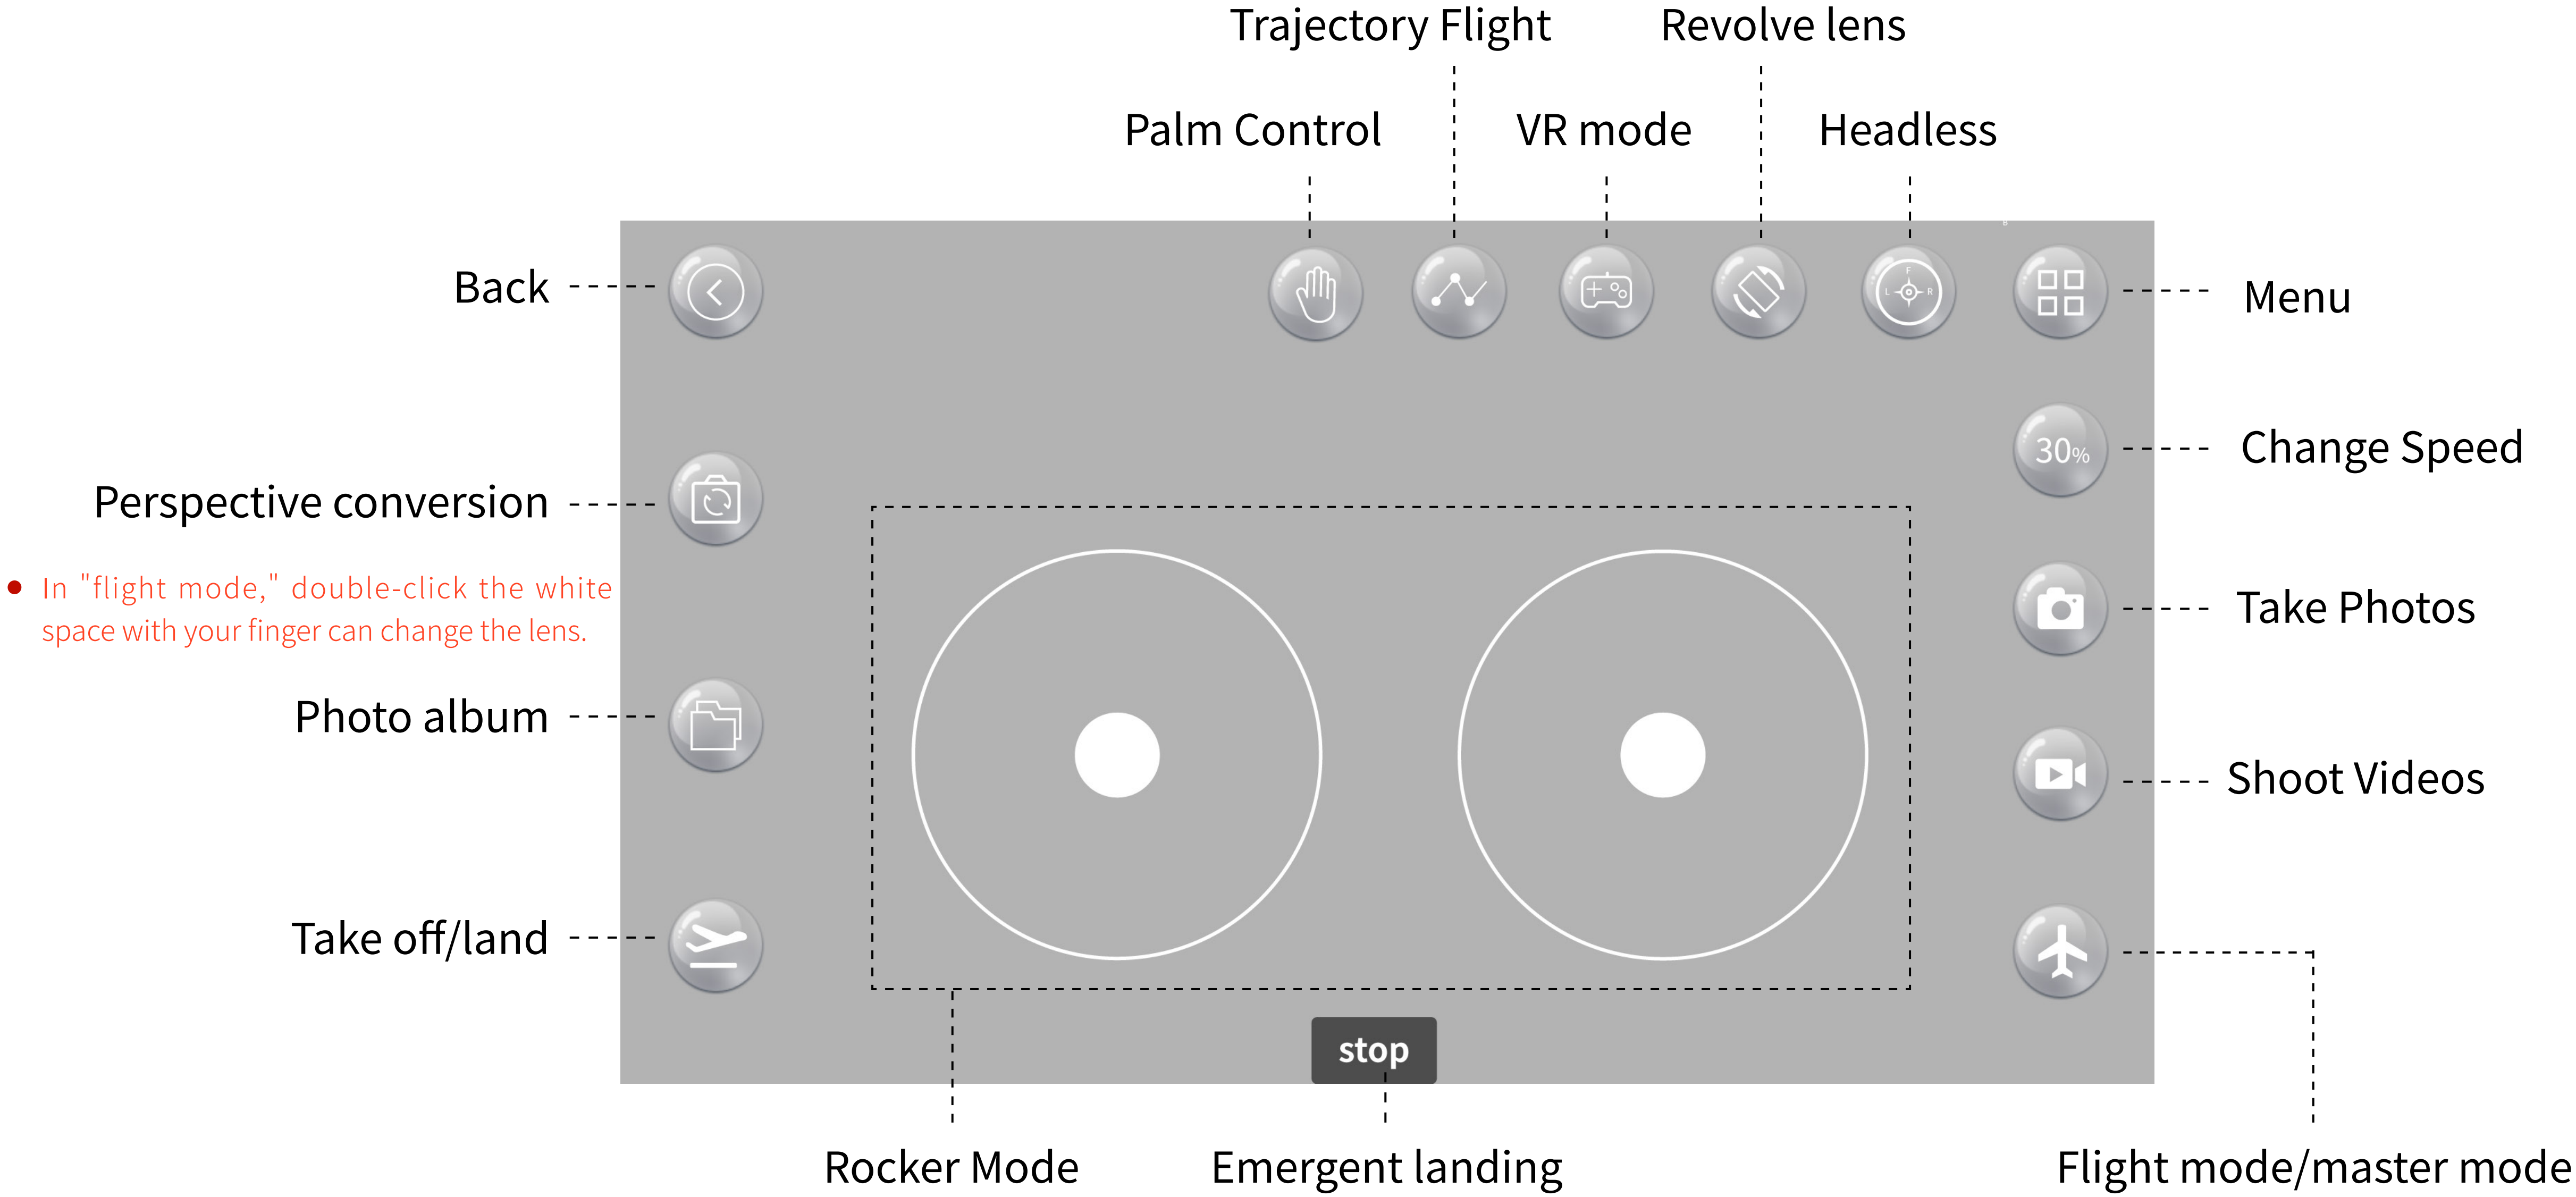 Trajectory Flight
Revolve lens
Palm Control
VR mode
Headless
Back
F
L
R
Menu
30%
Change Speed
Perspective conversion
In "flight mode," double-click the white
space with your finger can change the lens.
Take Photos
Photo album
Shoot Videos
Take off/land
stop
Rocker Mode
Emergent landing
Flight mode/master mode